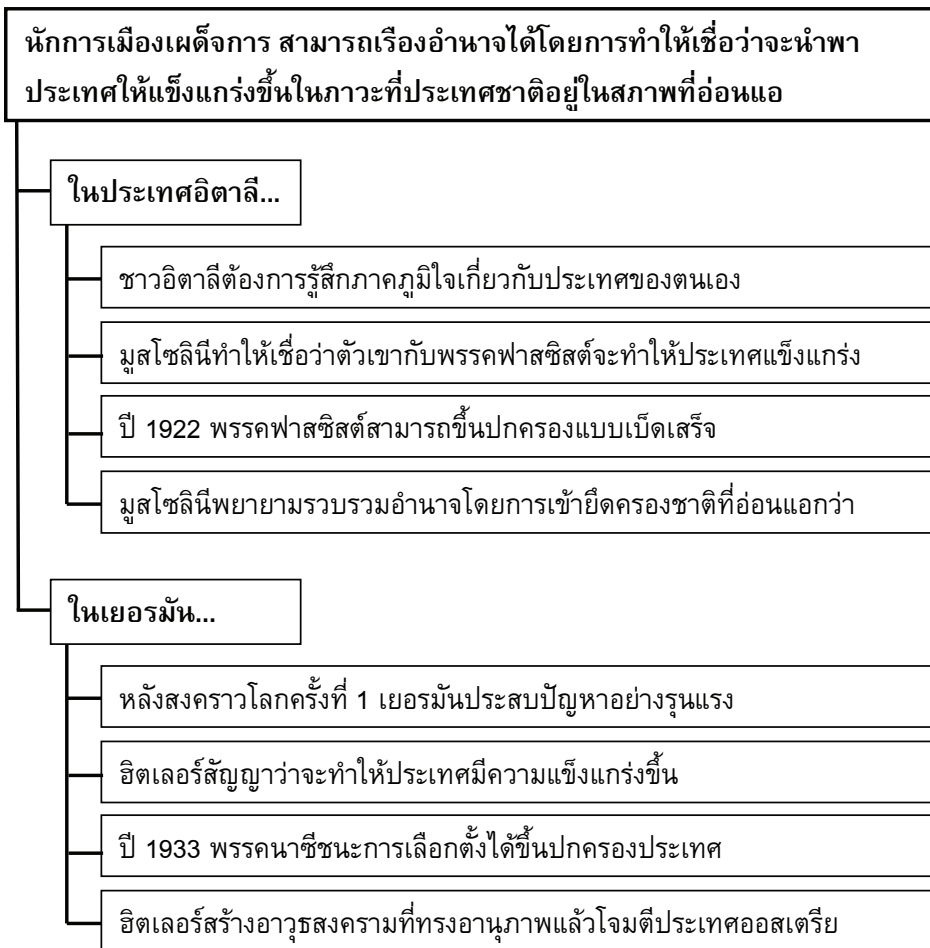 นักการเมืองเผด็จการ สามารถเรืองอำนาจได้โดยการทำให้เชื่อว่าจะนำพา
ประเทศให้แข็งแกร่งขึ้นในภาวะที่ประเทศชาติอยู่ในสภาพที่อ่อนแอ
ในประเทศอิตาลี...
ชาวอิตาลีต้องการรู้สึกภาคภูมิใจเกี่ยวกับประเทศของตนเอง
มูสโซลินีทำให้เชื่อว่าตัวเขากับพรรคฟาสซิสต์จะทำให้ประเทศแข็งแกร่ง
ปี 1922 พรรคฟาสซิสต์สามารถขึ้นปกครองแบบเบ็ดเสร็จ
มูสโซลินีพยายามรวบรวมอำนาจโดยการเข้ายึดครองชาติที่อ่อนแอกว่า
ในเยอรมัน...
หลังสงคราวโลกครั้งที่ 1 เยอรมันประสบปัญหาอย่างรุนแรง
ฮิตเลอร์สัญญาว่าจะทำให้ประเทศมีความแข็งแกร่งขึ้น
ปี 1933 พรรคนาซีชนะการเลือกตั้งได้ขึ้นปกครองประเทศ
ฮิตเลอร์สร้างอาวุธสงครามที่ทรงอานุภาพแล้วโจมตีประเทศออสเตรีย